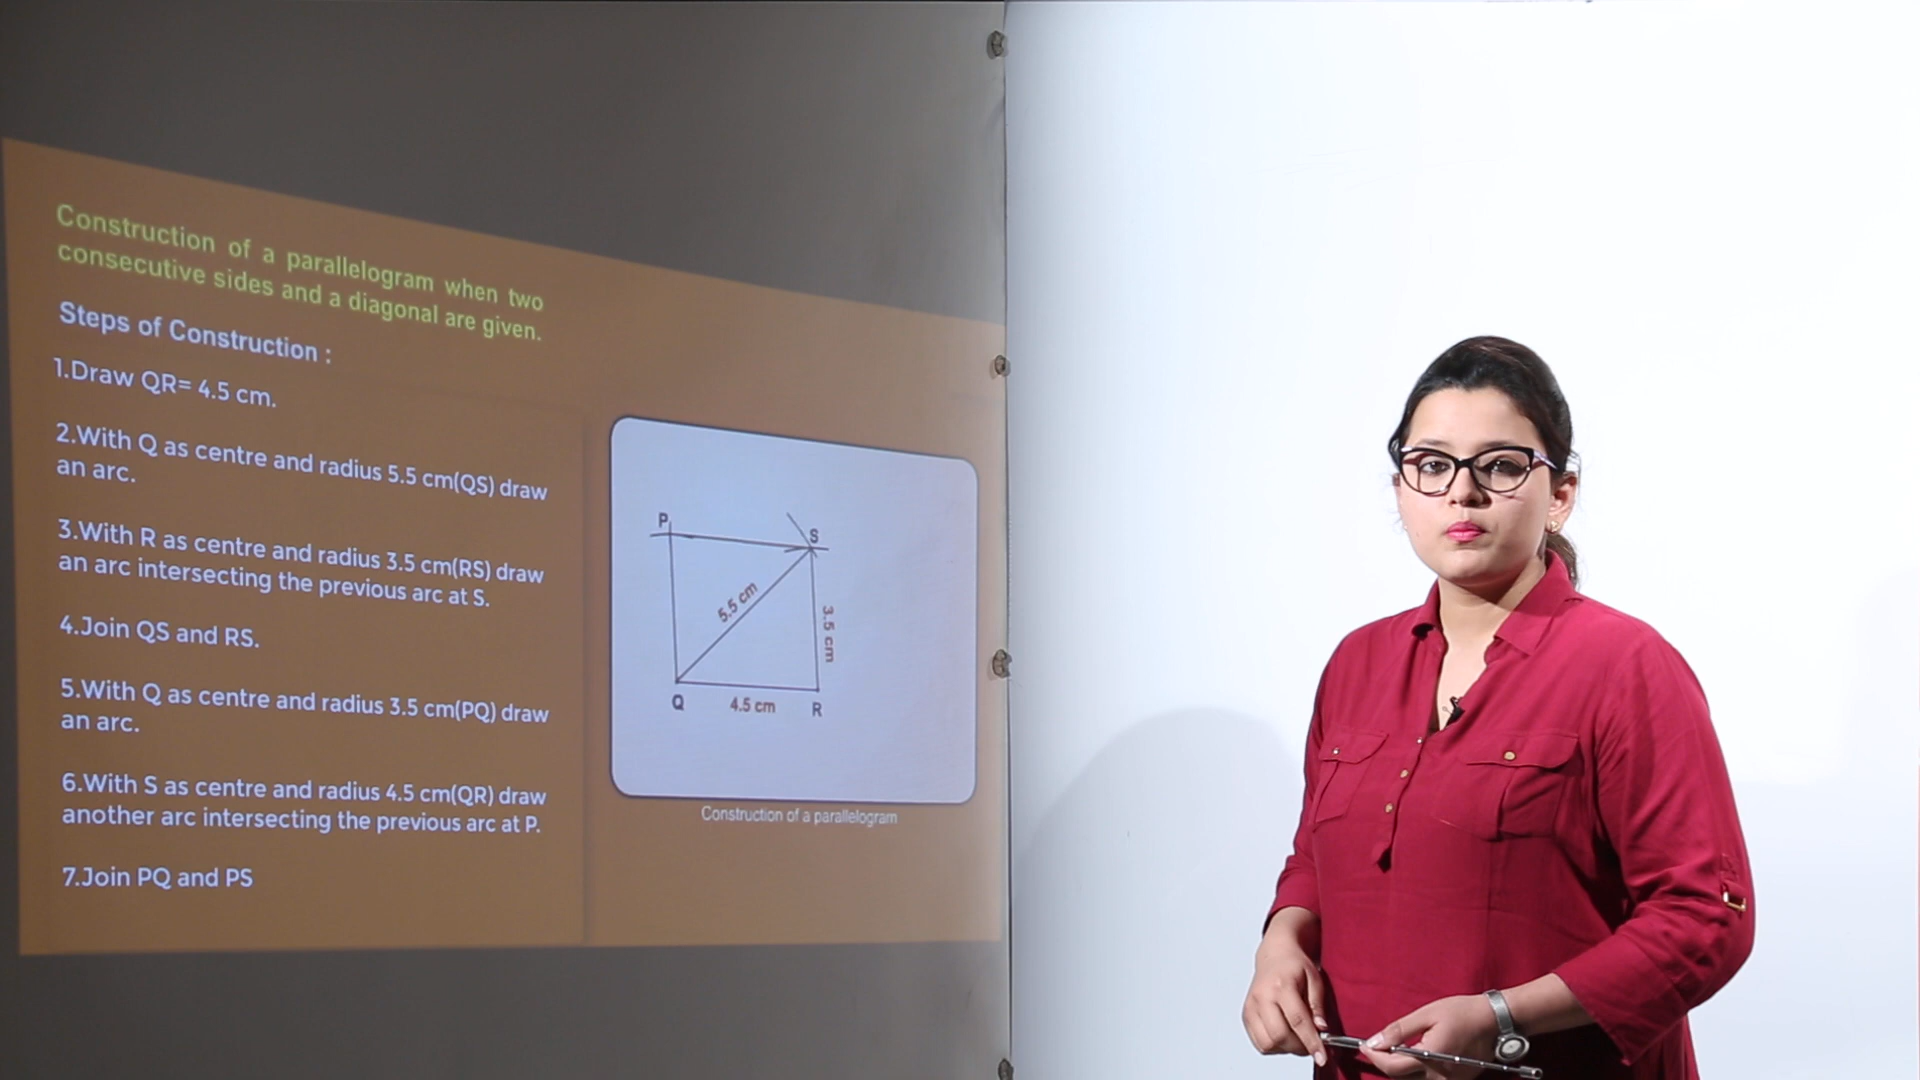 Construction of a parallelogram when two
consecutive sides and a diagonal are given.
Steps of Construction :
1.Draw QR= 4.5 cm.
2.With Q as centre and radius 5.5 cm(QS) draw
an arc.
3.With R as centre and radius 3.5 cm(RS) draw
an arc intersecting the previous arc at S.
4.Join QS and RS.
5.With Q as centre and radius 3.5 cm(PQ) draw
an arc.
6.With S as centre and radius 4.5 cm(QR) draw
another arc intersecting the previous arc at P.
7.Join PQ and PS
P
S
5.5 cm
3.5 cm
Q
4.5 cm
R
Construction of a parallelogram